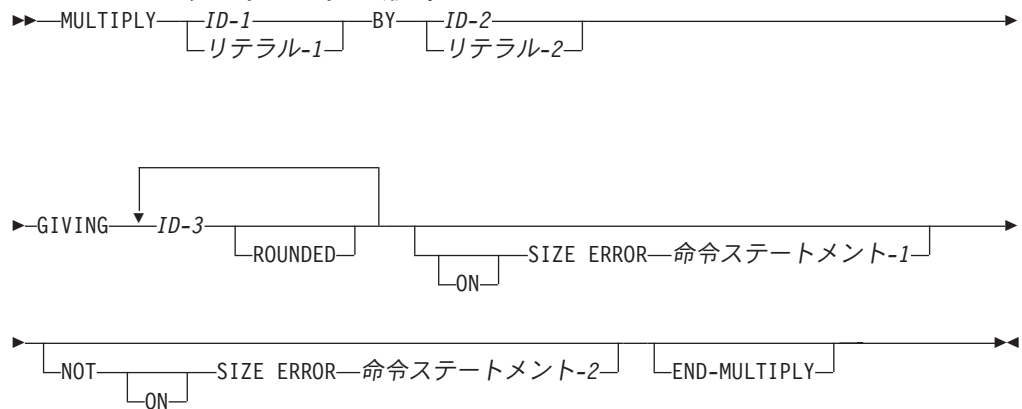 MULTIPLY ID-1 BY ID-2
リテラル-1 リテラル-2
GIVING ID-3
ROUNDED SIZE ERROR 命令ステートメント-1
ON
NOT SIZE ERROR 命令ステートメント-2 END-MULTIPLY
ON